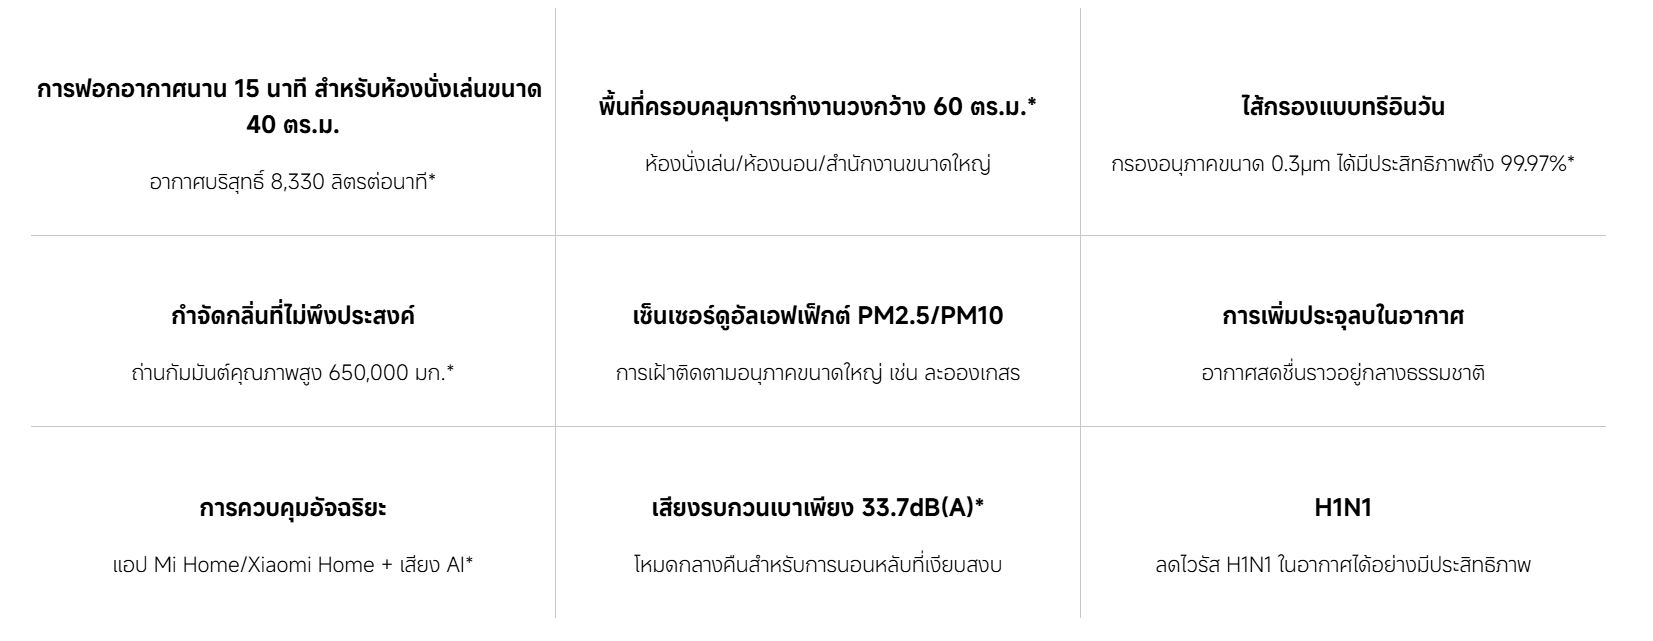 การฟอกอากาศนาน 15 นาที สำหรับห้องนั่งเล่นขนาด
40 ตร.ม.
อากาศบริสุทธิ์ 8,330 ลิตรต่อนาที*
พื้นที่ครอบคลุมการทำงานวงกว้าง 60 ตร.ม.*
ห้องนั่งเล่น/ห้องนอน/สำนักงานขนาดใหญ่
ไส้กรองแบบทรีอินวัน
กรองอนุภาคขนาด 0.3μm ได้มีประสิทธิภาพถึง 99.97%*
กำจัดกลิ่นที่ไม่พึงประสงค์
ถ่านกัมมันต์คุณภาพสูง 650,000 มก.*
เซ็นเซอร์ดูอัลเอฟเฟ็กต์ PM2.5/PM10
การเฝ้าติดตามอนุภาคขนาดใหญ่ เช่น ละอองเกสร
การเพิ่มประจุลบในอากาศ
อากาศสดชื่นราวอยู่กลางธรรมชาติ
การควบคุมอัจฉริยะ
แอป Mi Home/Xiaomi Home + เสียง AI*
เสียงรบกวนเบาเพียง 33.7dB(A)*
โหมดกลางคืนสำหรับการนอนหลับที่เงียบสงบ
H1N1
ลดไวรัส H1N1 ในอากาศได้อย่างมีประสิทธิภาพ